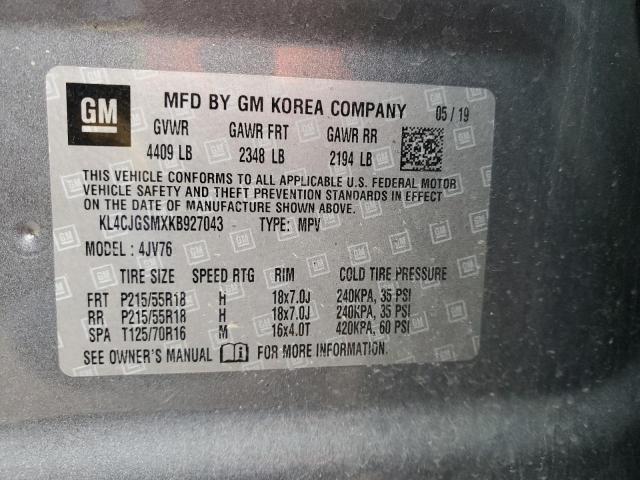 GM MFD BY GM KOREA COMPANY 05 / 19
GVWR GAWR FRT GAWR RR
4409 LB 2348 LB 2194 LB
THIS VEHICLE CONFORMS TO ALL APPLICABLE U.S. FEDERAL MOTOR
VEHICLE SAFETY AND THEFT PREVENTION STANDARDS IN EFFECT
ON THE DATE OF MANUFACTURE SHOWN ABOVE.
KL4CJGSMXKB927043 TYPE: MPV
MODEL : 4JV76
TIRE SIZE SPEED RTG RIM COLD TIRE PRESSURE
FRT P215/55R18 H 18x7.0J 240KPA, 35 PSI
RR P215/55R18 H 18x7.0J 240KPA, 35 PSI
SPA T125/70R16 M 16x4.0T 420KPA, 60 PSI
SEE OWNER'S MANUAL FOR MORE INFORMATION.